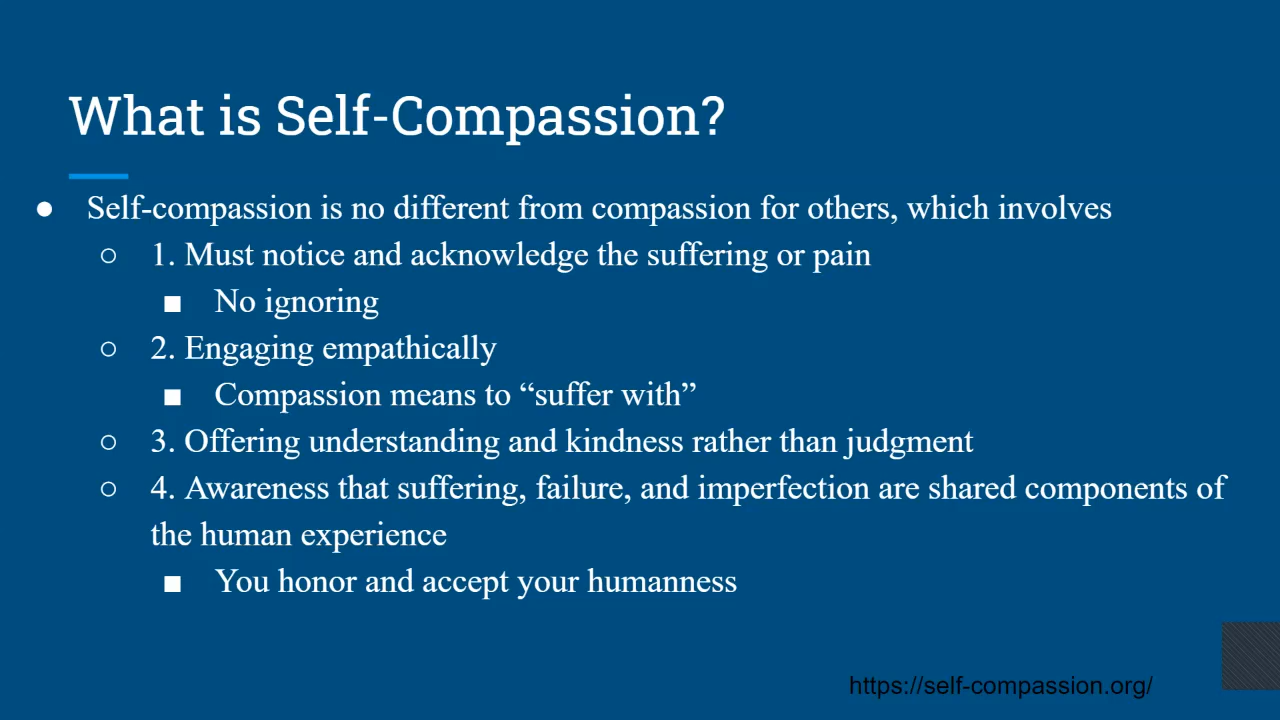 What is Self-Compassion?
● Self-compassion is no different from compassion for others, which involves
○ 1. Must notice and acknowledge the suffering or pain
■ No ignoring
○ 2. Engaging empathically
■ Compassion means to “suffer with”
○ 3. Offering understanding and kindness rather than judgment
○ 4. Awareness that suffering, failure, and imperfection are shared components of
the human experience
■ You honor and accept your humanness
https://self-compassion.org/